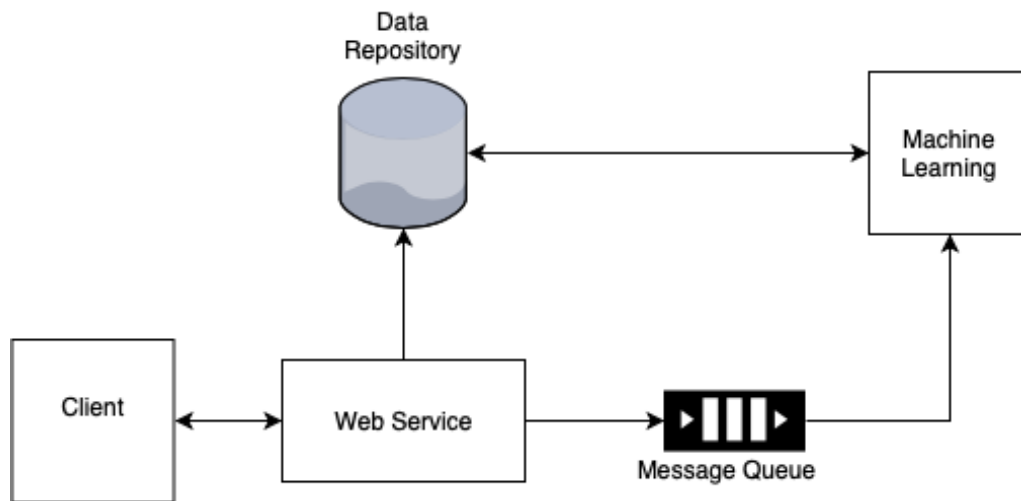 Data
Repository
Machine
Learning
Client
Web Service
Message Queue